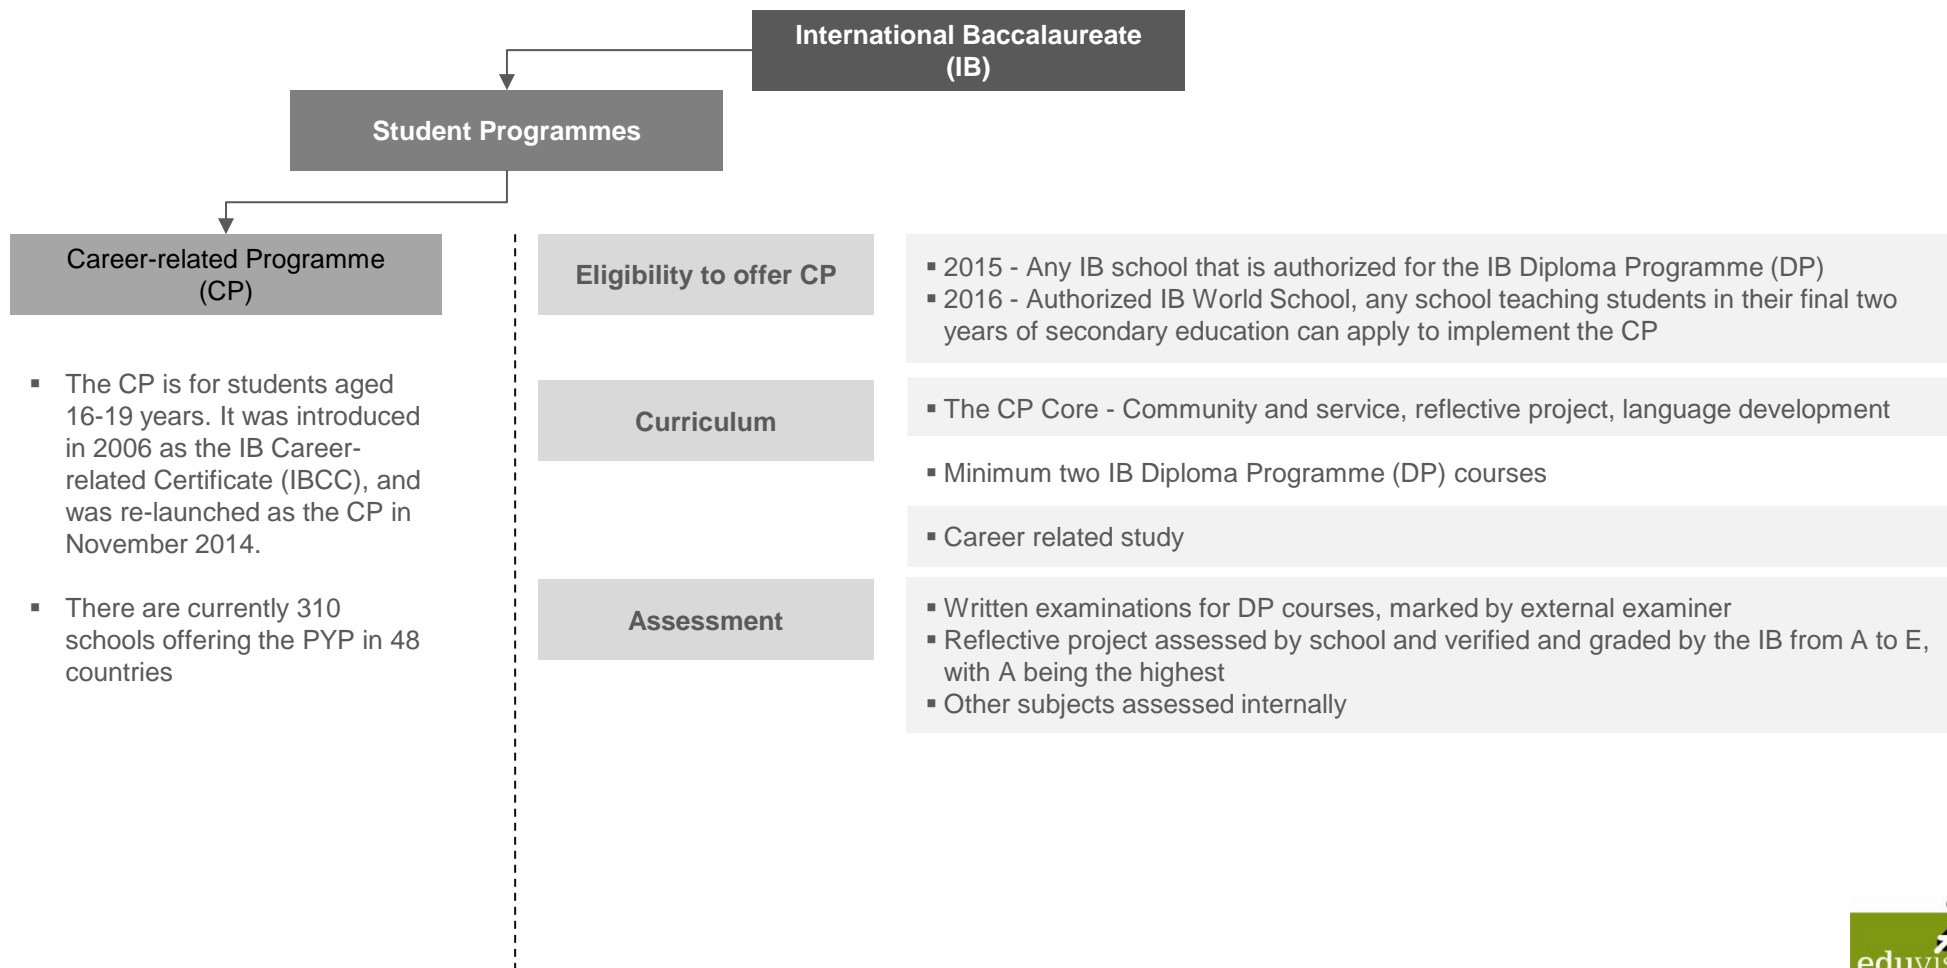 International Baccalaureate
(IB)
Student Programmes
Career-related Programme
(CP)
▪ The CP is for students aged
16-19 years. It was introduced
in 2006 as the IB Career-
related Certificate (IBCC), and
was re-launched as the CP in
November 2014.
▪ There are currently 310
schools offering the PYP in 48
countries
Eligibility to offer CP
▪ 2015 - Any IB school that is authorized for the IB Diploma Programme (DP)
▪ 2016 - Authorized IB World School, any school teaching students in their final two
years of secondary education can apply to implement the CP
Curriculum
▪ The CP Core - Community and service, reflective project, language development
▪ Minimum two IB Diploma Programme (DP) courses
▪ Career related study
Assessment
▪ Written examinations for DP courses, marked by external examiner
▪ Reflective project assessed by school and verified and graded by the IB from A to E,
with A being the highest
▪ Other subjects assessed internally